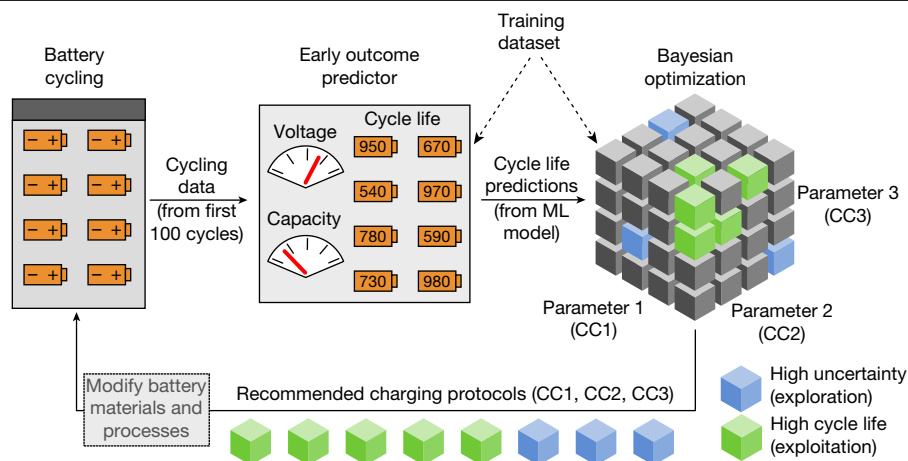 Training
dataset
Battery
cycling
Early outcome
predictor
Bayesian
optimization
− + − +
− + − +
− + − +
− + − +
Cycling
data
(from first
100 cycles)
Voltage
Capacity
Cycle life
950 670
540 970
780 590
730 980
Cycle life
predictions
(from ML
model)
Parameter 3
(CC3)
Parameter 1
(CC1)
Parameter 2
(CC2)
Modify battery
materials and
processes
Recommended charging protocols (CC1, CC2, CC3)
High uncertainty
(exploration)
High cycle life
(exploitation)